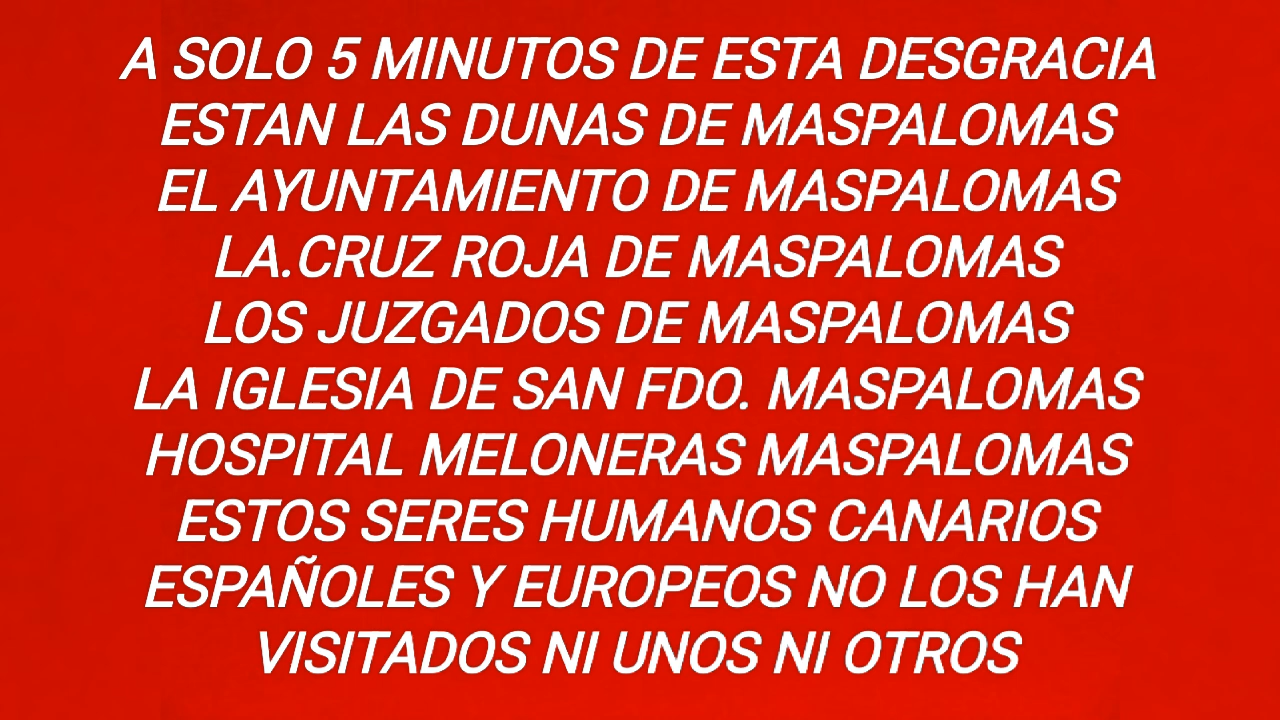 A SOLO 5 MINUTOS DE ESTA DESGRACIA
ESTAN LAS DUNAS DE MASPALOMAS
EL AYUNTAMIENTO DE MASPALOMAS
LA.CRUZ ROJA DE MASPALOMAS
LOS JUZGADOS DE MASPALOMAS
LA IGLESIA DE SAN FDO. MASPALOMAS
HOSPITAL MELONERAS MASPALOMAS
ESTOS SERES HUMANOS CANARIOS
ESPAÑOLES Y EUROPEOS NO LOS HAN
VISITADOS NI UNOS NI OTROS